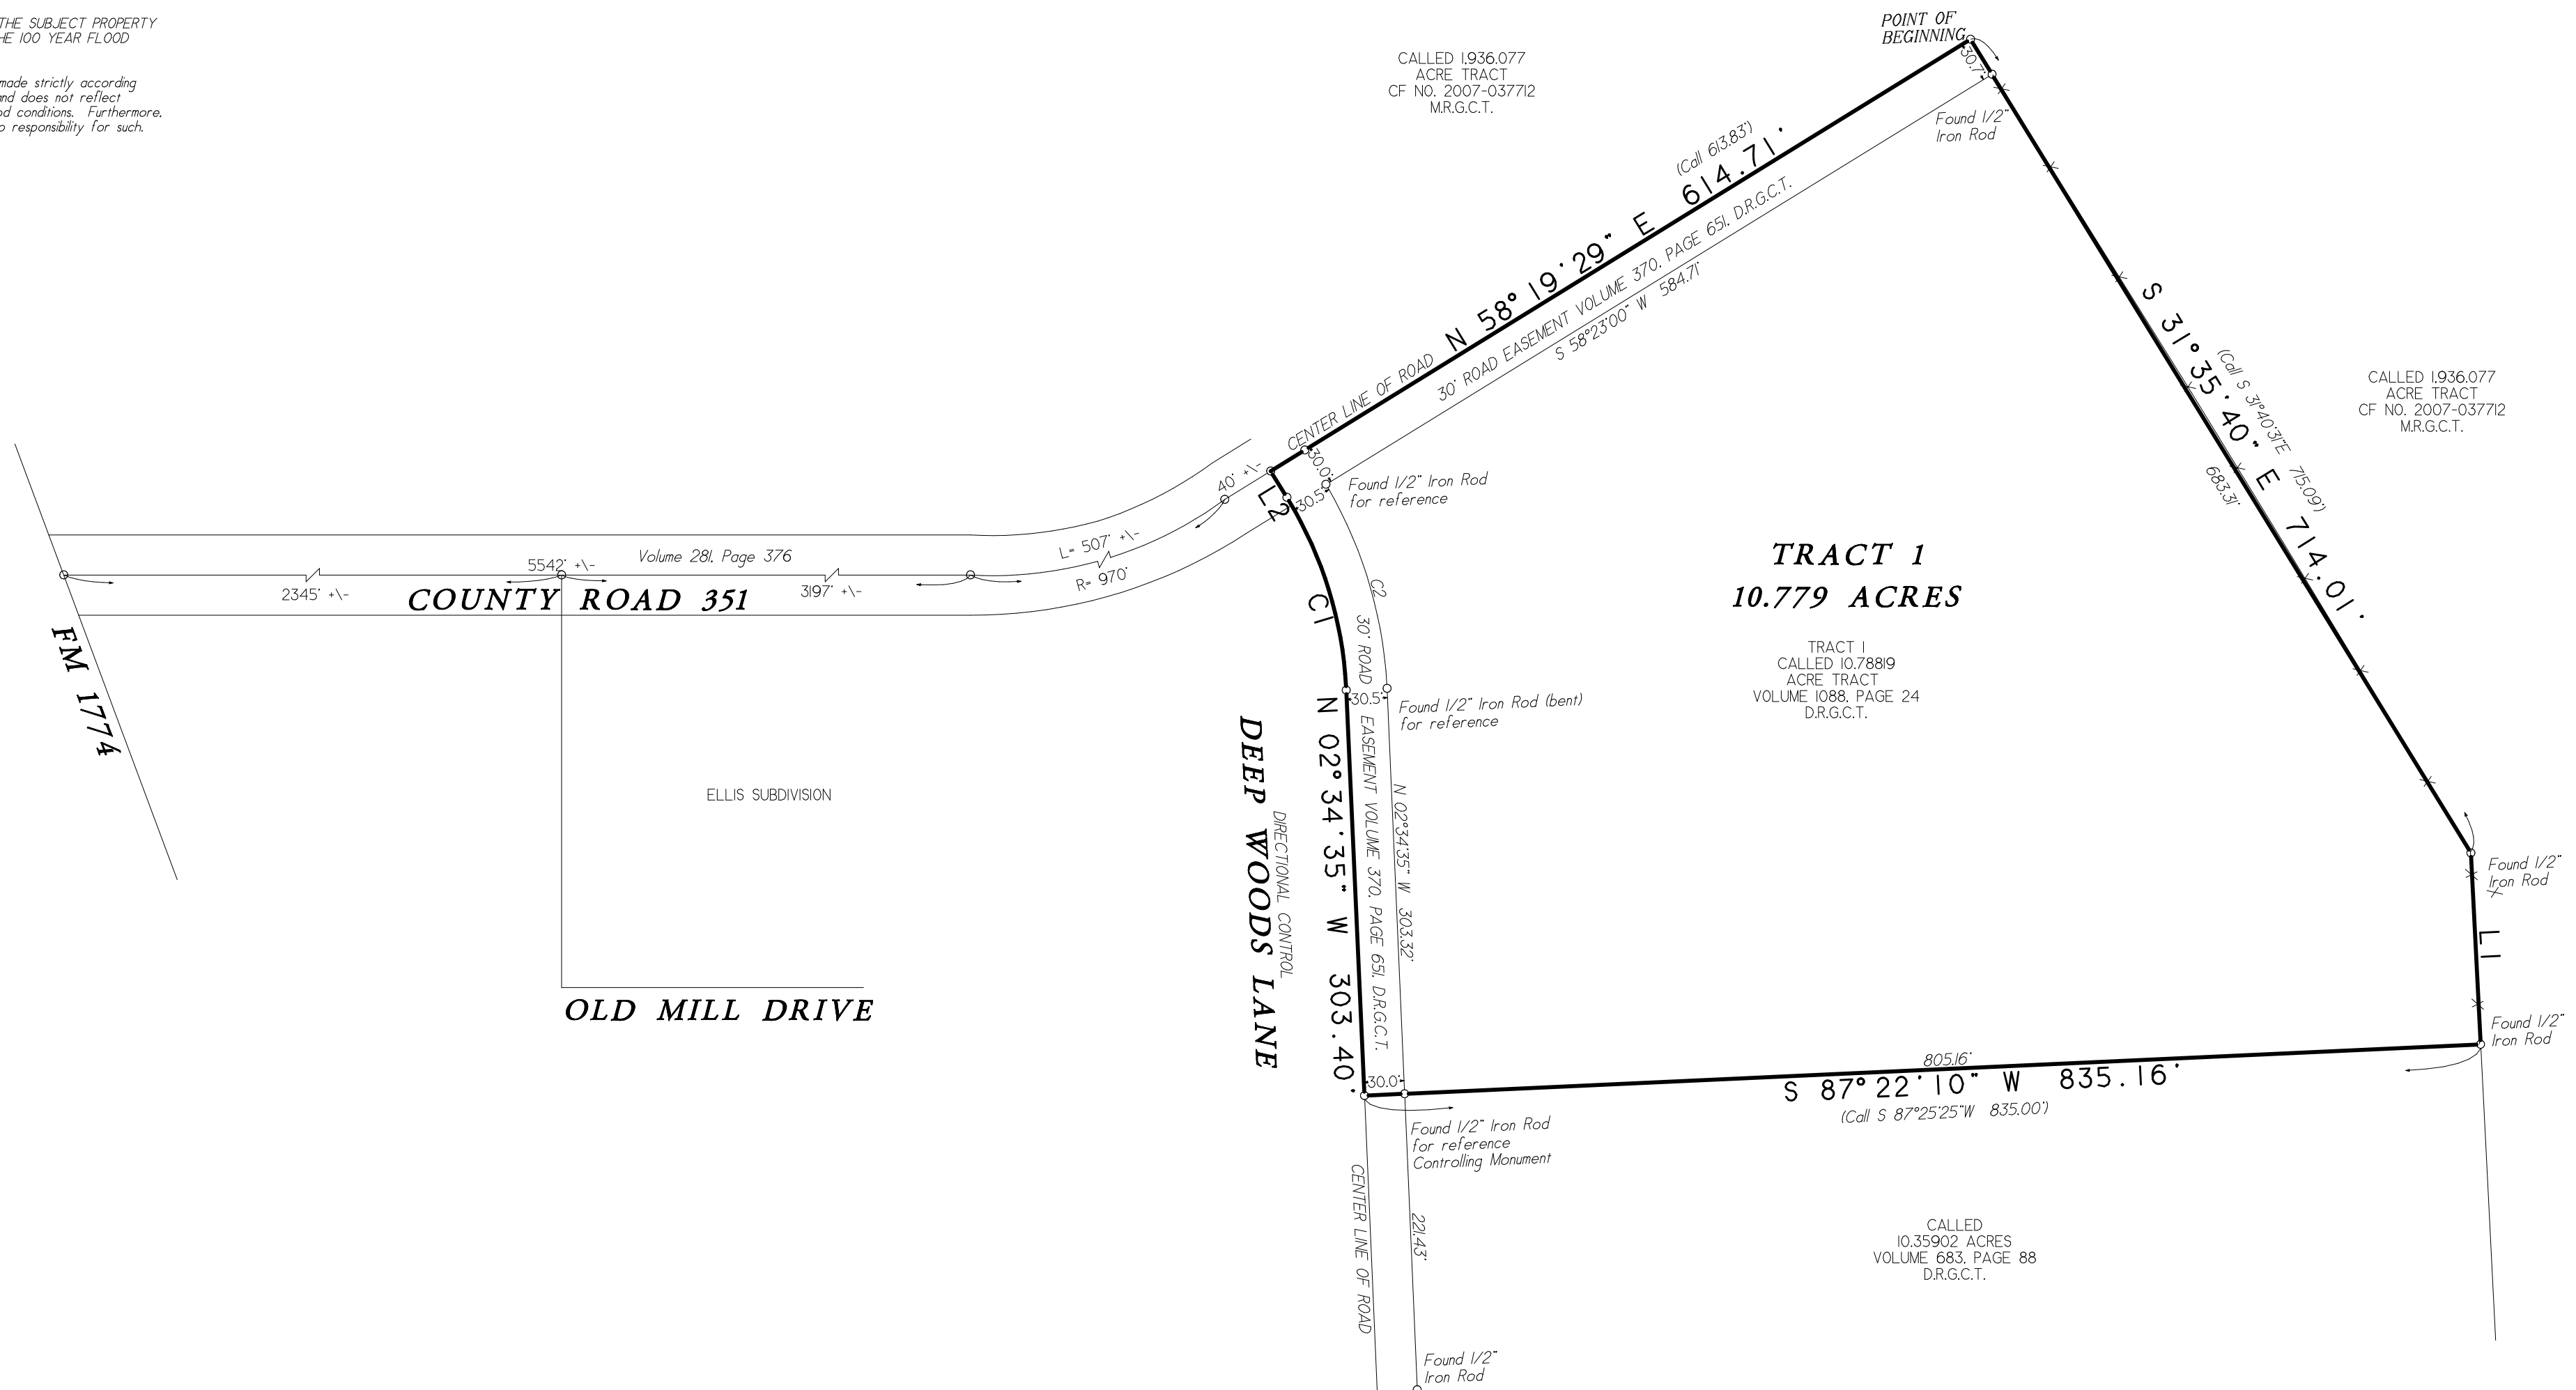 THE SUBJECT PROPERTY
HE 100 YEAR FLOOD
made strictly according
nd does not reflect
od conditions. Furthermore,
o responsibility for such.
CALLED 1,936.077
ACRE TRACT
CF NO. 2007-037712
M.R.G.C.T.
POINT OF
BEGINNING
30.7'
Found 1/2"
Iron Rod
(Call 613.83')
N 58° 19' 29" E 614.71'
CENTER LINE OF ROAD
30' ROAD EASEMENT VOLUME 370, PAGE 651, D.R.G.C.T.
S 58°23'00" W 584.71'
S 31° 35' 40" E 714.01'
(Call S 31°40'31"E 715.09')
683.31'
CALLED 1,936.077
ACRE TRACT
CF NO. 2007-037712
M.R.G.C.T.
40' +\-
L2
30.0'
30.5'
Found 1/2" Iron Rod
for reference
L= 507' +\-
R= 970'
Volume 281, Page 376
5542' +\-
2345' +\-
3197' +\-
COUNTY ROAD 351
FM 1774
ELLIS SUBDIVISION
OLD MILL DRIVE
TRACT 1
10.779 ACRES
TRACT 1
CALLED 10.78819
ACRE TRACT
VOLUME 1088, PAGE 24
D.R.G.C.T.
C1
C2
30' ROAD
30.5'
Found 1/2" Iron Rod (bent)
for reference
EASEMENT VOLUME 370, PAGE 651, D.R.G.C.T.
N 02° 34' 35" W 303.40'
N 02°34'35" W 303.32'
DEEP WOODS LANE
DIRECTIONAL CONTROL
Found 1/2"
Iron Rod
L1
Found 1/2"
Iron Rod
30.0'
805.16'
S 87° 22' 10" W 835.16'
(Call S 87°25'25"W 835.00')
Found 1/2" Iron Rod
for reference
Controlling Monument
CENTER LINE OF ROAD
221.43'
CALLED
10.35902 ACRES
VOLUME 683, PAGE 88
D.R.G.C.T.
Found 1/2"
Iron Rod